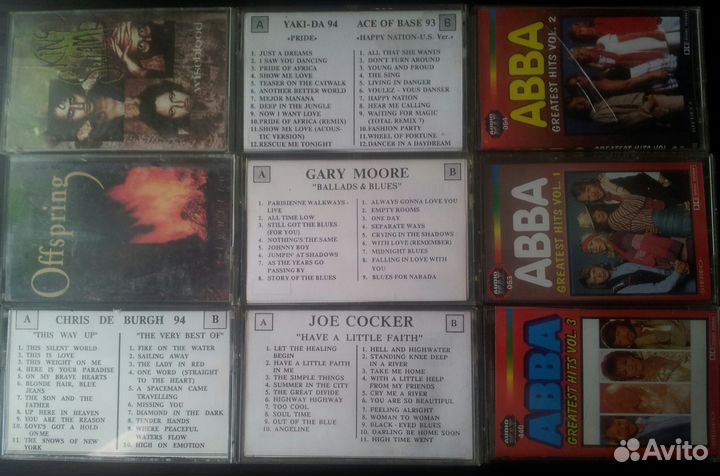 A
YAKI-DA 94
«PRIDE»
1. JUST A DREAMS
2. I SAW YOU DANCING
3. PRIDE OF AFRICA
4. SHOW ME LOVE
5. TEASER ON THE CATWALK
6. ANOTHER BETTER WORLD
7. MEJOR MANANA
8. DEEP IN THE JUNGLE
9. NOW I WANT LOVE
10. PRIDE OF AFRICA (REMIX)
11. SHOW ME LOVE (ACOUS-
TIC VERSION)
12. RESCUE ME TONIGHT
ACE OF BASE 93
B
«HAPPY NATION-U.S. Ver.»
1. ALL THAT SHE WANTS
2. DON'T TURN AROUND
3. YOUNG AND PROUD
4. THE SING
5. LIVING IN DANGER
6. VOULEZ - VOUS DANSER
7. HAPPY NATION
8. HEAR ME CALLING
9. WAITING FOR MAGIC
(TOTAL REMIX 7)
10. FASHION PARTY
11. WHEEL OF FORTUNE
12. DANCER IN A DAYDREAM
ABBA
GREATEST HITS VOL. 2
AUDIO
054
Offspring
A
GARY MOORE
B
"BALLADS & BLUES"
1. PARISIENNE WALKWAYS-
LIVE
2. ALL TIME LOW
3. STILL GOT THE BLUES
(FOR YOU)
4. NOTHING'S THE SAME
5. JOHNNY BOY
6. JUMPIN' AT SHADOWS
7. AS THE YEARS GO
PASSING BY
8. STORY OF THE BLUES
1. ALWAYS GONNA LOVE YOU
2. EMPTY ROOMS
3. ONE DAY
4. SEPARATE WAYS
5. CRYING IN THE SHADOWS
6. WITH LOVE (REMEMBER)
7. MIDNIGHT BLUES
8. FALLING IN LOVE WITH
YOU
9. BLUES FOR NARADA
ABBA
GREATEST HITS VOL. 1
AUDIO
053
STEREO
A
CHRIS DE BURGH 94
B
"THIS WAY UP"
1. THIS SILENT WORLD
2. THIS IS LOVE
3. THIS WEIGHT ON ME
4. HERE IS YOUR PARADISE
5. ON MY BRAVE HEARTS
6. BLONDE HAIR, BLUE
JEANS
7. THE SON AND THE
FATHER
8. UP HERE IN HEAVEN
9. YOU ARE THE REASON
10. LOVE'S GOT A HOLD
ON ME
11. THE SNOWS OF NEW
YORK
"THE VERY BEST OF"
1. FIRE ON THE WATER
2. SAILING AWAY
3. THE LADY IN RED
4. ONE WORD (STRAIGHT
TO THE HEART)
5. A SPACEMAN CAME
TRAVELLING
6. MISSING YOU
7. DIAMOND IN THE DARK
8. TENDER HANDS
9. WHERE PEACEFUL
WATERS FLOW
10. HIGH ON EMOTION
A
JOE COCKER
B
"HAVE A LITTLE FAITH"
1. LET THE HEALING
BEGIN
2. HAVE A LITTLE FAITH
IN ME
3. THE SIMPLE THINGS
4. SUMMER IN THE CITY
5. THE GREAT DIVIDE
6. HIGHWAY HIGHWAY
7. TOO COOL
8. SOUL TIME
9. OUT OF THE BLUE
10. ANGELINE
1. HELL AND HIGHWATER
2. STANDING KNEE DEEP
IN A RIVER
3. TAKE ME HOME
4. WITH A LITTLE HELP
FROM MY FRIENDS
5. CRY ME A RIVER
6. YOU ARE SO BEAUTIFUL
7. FEELING ALRIGHT
8. WOMAN TO WOMAN
9. BLACK - EYED BLUES
10. DARLING BE HOME SOON
11. HIGH TIME WENT
ABBA
GREATEST HITS VOL. 3
AUDIO
440
Avito